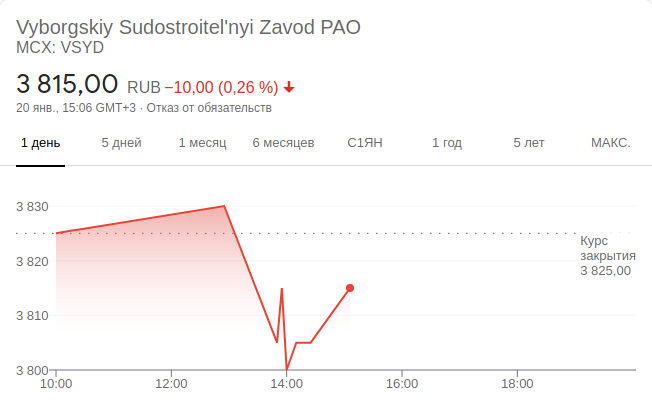 Vyborgskiy Sudostroitel'nyi Zavod PAO
MCX: VSYD
3 815,00 RUB −10,00 (0,26 %)
20 янв., 15:06 GMT+3 · Отказ от обязательств
1 день 5 дней 1 месяц 6 месяцев С1ЯН 1 год 5 лет МАКС.
3 830
Курс
закрытия
3 825,00
3 820
3 810
3 800
10:00 12:00 14:00 16:00 18:00